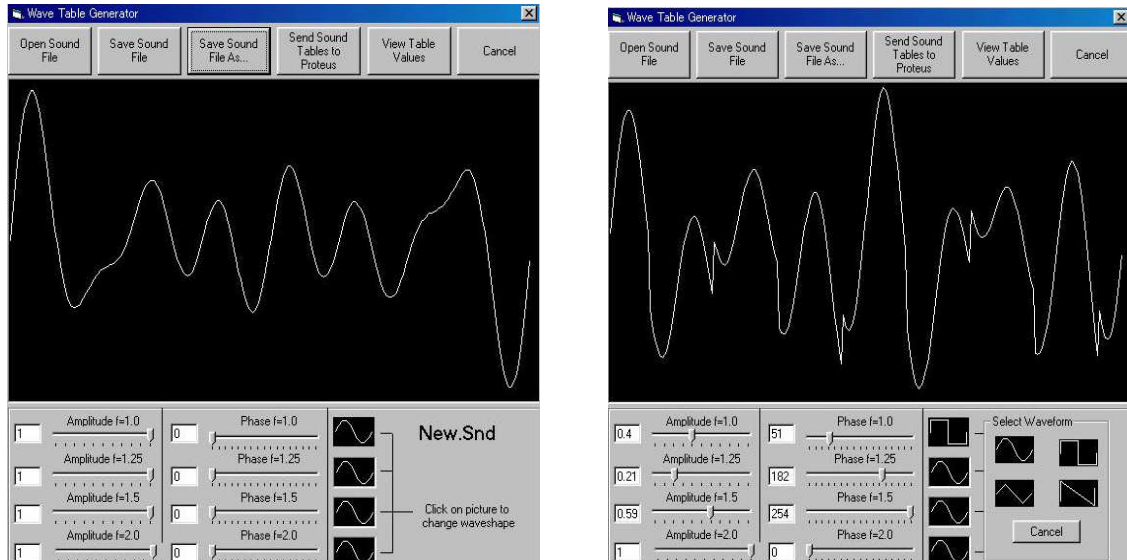 Wave Table Generator
Open Sound
File
Save Sound
File
Save Sound
File As...
Send Sound
Tables to
Proteus
View Table
Values
Cancel
1
Amplitude f=1.0
0
Phase f=1.0
1
Amplitude f=1.25
0
Phase f=1.25
1
Amplitude f=1.5
0
Phase f=1.5
1
Amplitude f=2.0
0
Phase f=2.0
New.Snd
Click on picture to
change waveshape
Wave Table Generator
Open Sound
File
Save Sound
File
Save Sound
File As...
Send Sound
Tables to
Proteus
View Table
Values
Cancel
0.4
Amplitude f=1.0
51
Phase f=1.0
0.21
Amplitude f=1.25
182
Phase f=1.25
0.59
Amplitude f=1.5
254
Phase f=1.5
1
Amplitude f=2.0
0
Phase f=2.0
Select Waveform
Cancel